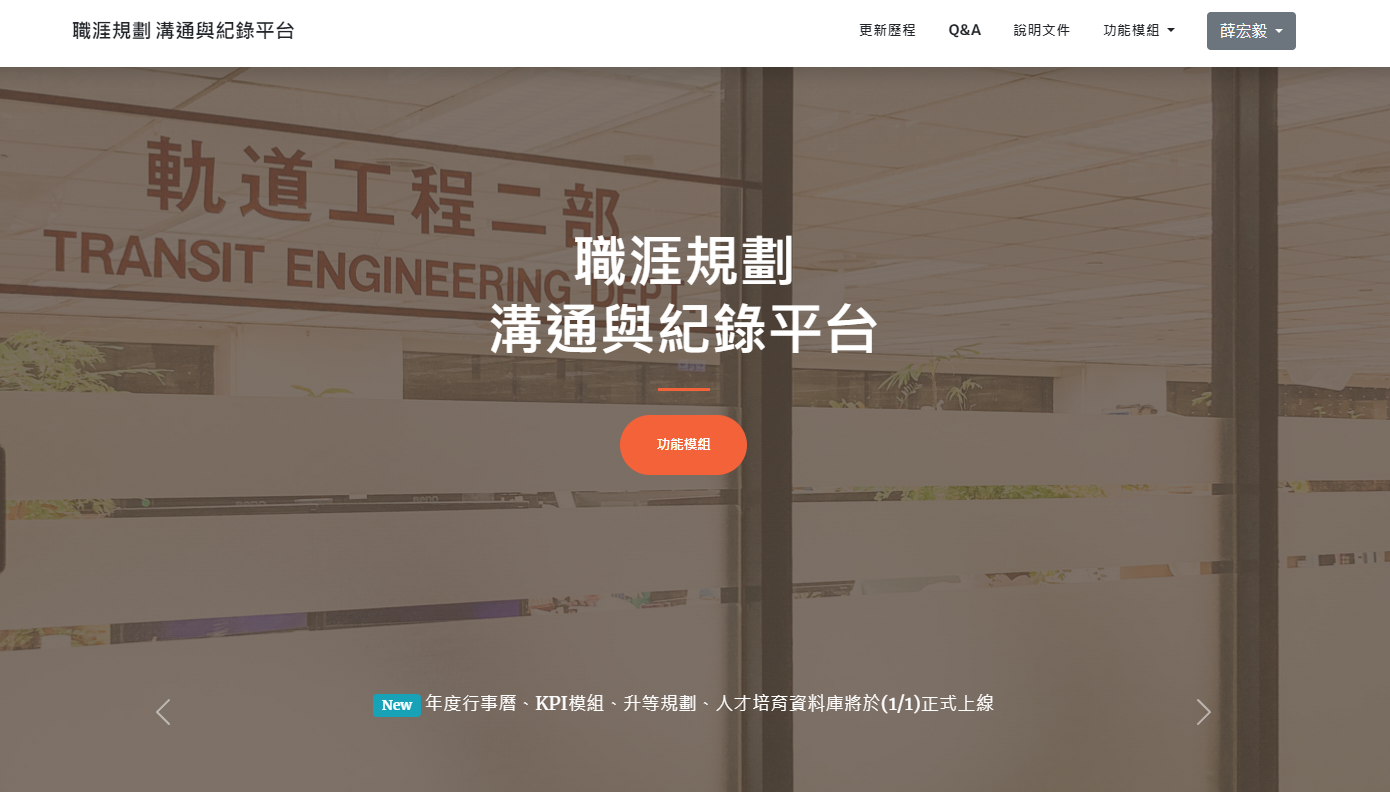 職涯規劃 溝通與紀錄平台
更新歷程
Q&A
說明文件
功能模組
薛宏毅
軌道工程二部
TRANSIT ENGINEERING DEPT
職涯規劃
溝通與紀錄平台
功能模組
New 年度行事曆、KPI模組、升等規劃、人才培育資料庫將於(1/1)正式上線